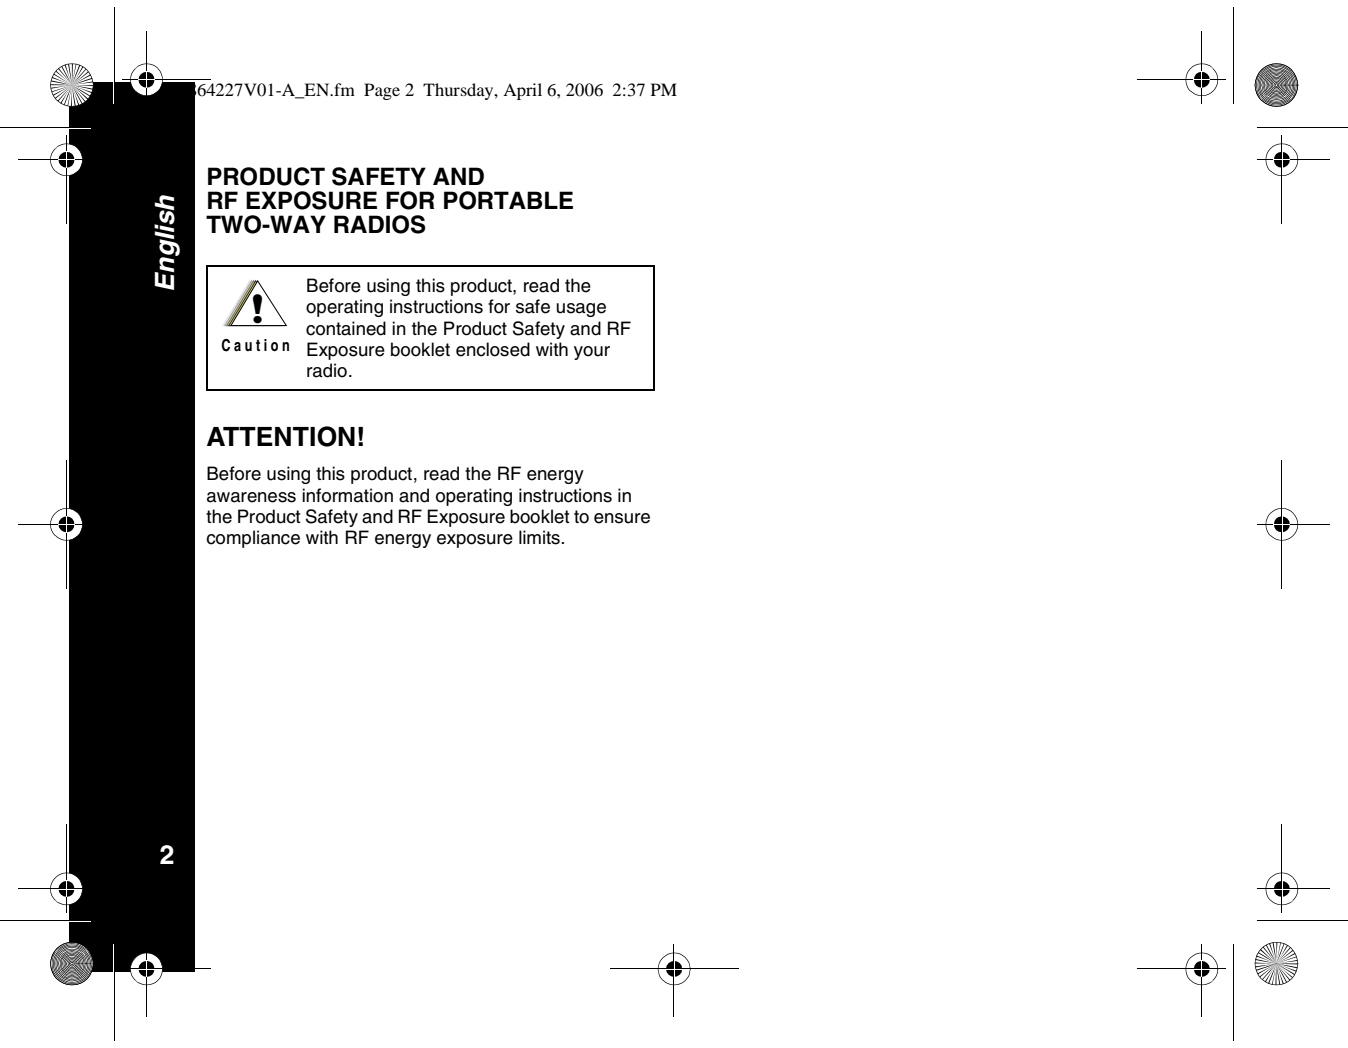 64227V01-A_EN.fm Page 2 Thursday, April 6, 2006 2:37 PM
English
PRODUCT SAFETY AND
RF EXPOSURE FOR PORTABLE
TWO-WAY RADIOS
!
Caution
Before using this product, read the
operating instructions for safe usage
contained in the Product Safety and RF
Exposure booklet enclosed with your
radio.
ATTENTION!
Before using this product, read the RF energy
awareness information and operating instructions in
the Product Safety and RF Exposure booklet to ensure
compliance with RF energy exposure limits.
2